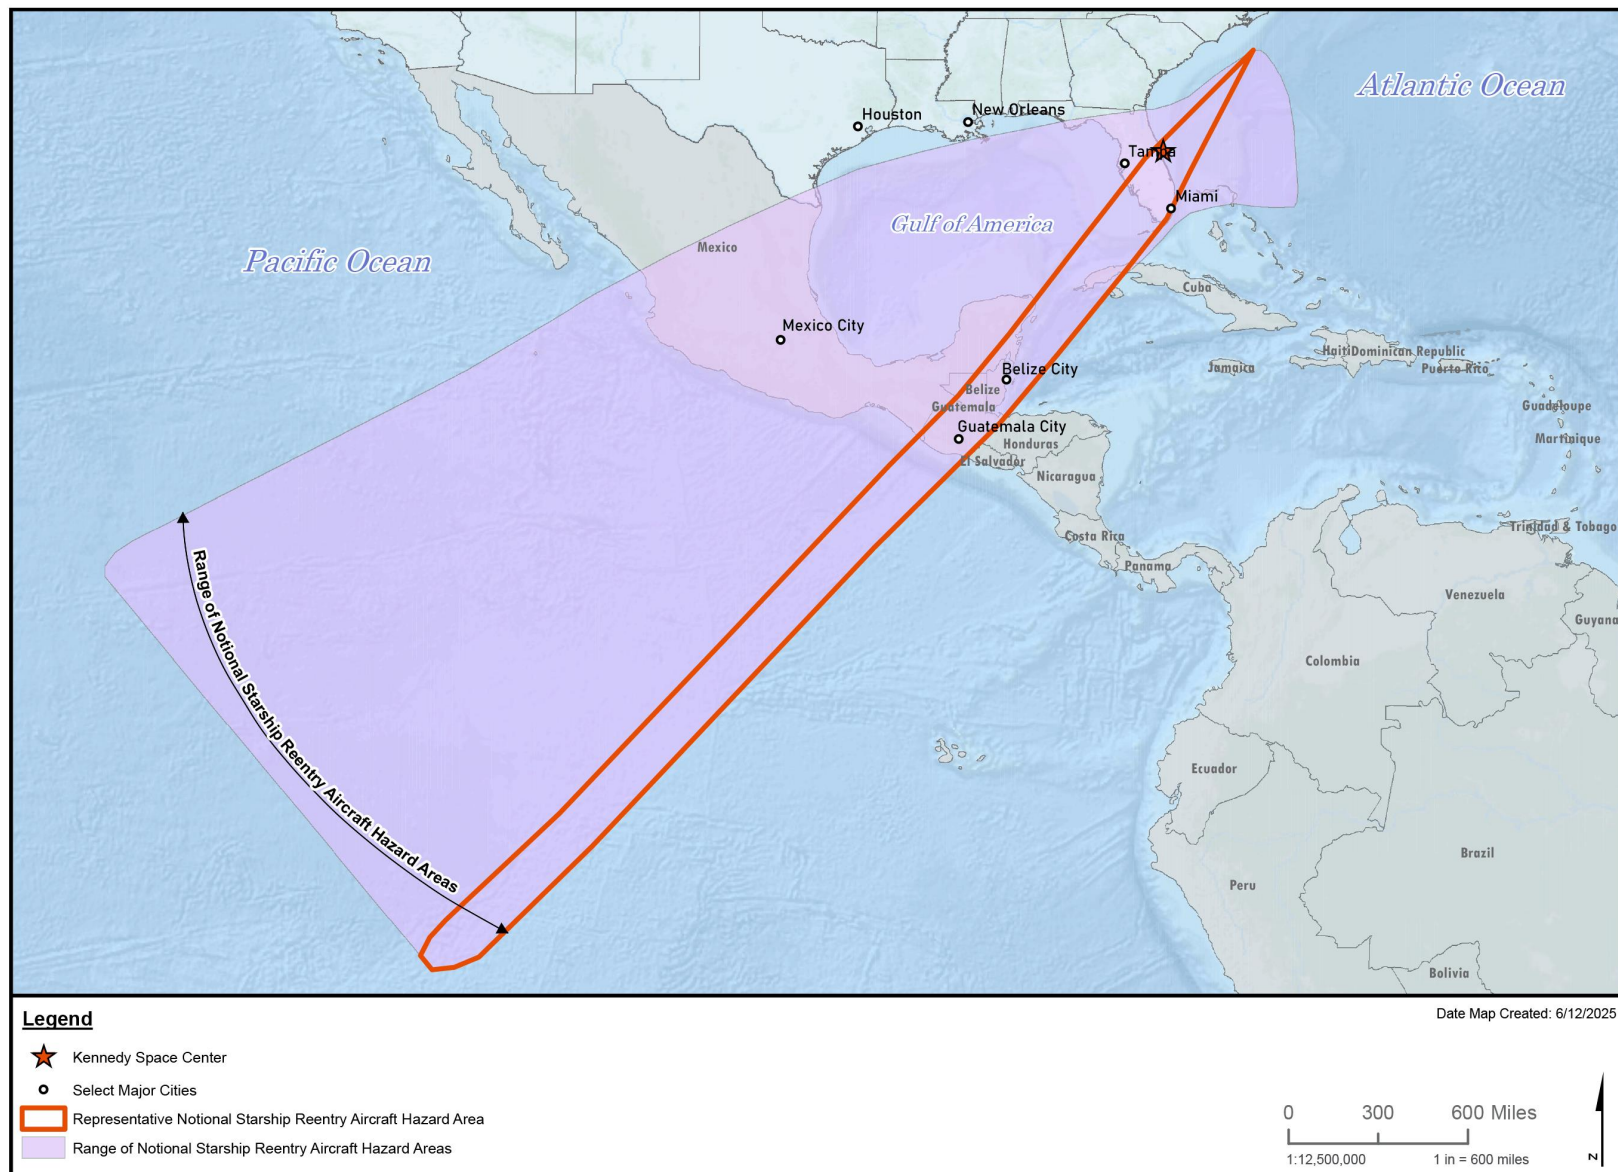 Atlantic Ocean
Houston
New Orleans
Tampa
Miami
Gulf of America
Mexico
Pacific Ocean
Cuba
Mexico City
Haiti
Dominican Republic
Jamaica
Puerto Rico
Belize City
Belize
Guatemala
Guadeloupe
Guatemala City
Honduras
Martinique
El Salvador
Nicaragua
Costa Rica
Trinidad & Tobago
Panama
Venezuela
Guyana
Colombia
Ecuador
Brazil
Peru
Bolivia
Range of Notional Starship Reentry Aircraft Hazard Areas
Legend
Date Map Created: 6/12/2025
Kennedy Space Center
Select Major Cities
Representative Notional Starship Reentry Aircraft Hazard Area
Range of Notional Starship Reentry Aircraft Hazard Areas
0 300 600 Miles
1:12,500,000 1 in = 600 miles
N